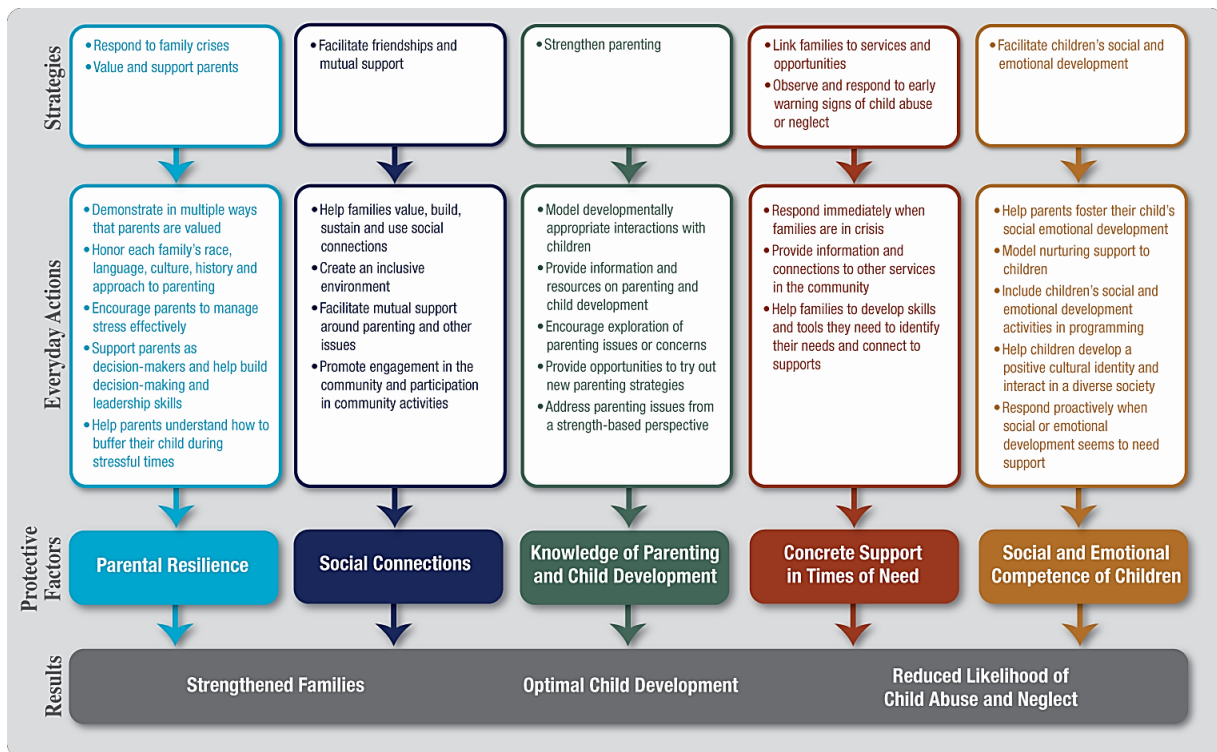 Strategies
• Respond to family crises
• Value and support parents
• Facilitate friendships and
mutual support
• Strengthen parenting
• Link families to services and
opportunities
• Observe and respond to early
warning signs of child abuse
or neglect
• Facilitate children's social and
emotional development
Everyday Actions
• Demonstrate in multiple ways
that parents are valued
• Honor each family's race,
language, culture, history and
approach to parenting
• Encourage parents to manage
stress effectively
• Support parents as
decision-makers and help build
decision-making and
leadership skills
• Help parents understand how to
buffer their child during
stressful times
• Help families value, build,
sustain and use social
connections
• Create an inclusive
environment
• Facilitate mutual support
around parenting and other
issues
• Promote engagement in the
community and participation
in community activities
• Model developmentally
appropriate interactions with
children
• Provide information and
resources on parenting and
child development
• Encourage exploration of
parenting issues or concerns
• Provide opportunities to try out
new parenting strategies
• Address parenting issues from
a strength-based perspective
• Respond immediately when
families are in crisis
• Provide information and
connections to other services
in the community
• Help families to develop skills
and tools they need to identify
their needs and connect to
supports
• Help parents foster their child's
social emotional development
• Model nurturing support to
children
• Include children's social and
emotional development
activities in programming
• Help children develop a
positive cultural identity and
interact in a diverse society
• Respond proactively when
social or emotional
development seems to need
support
Protective
Factors
Parental Resilience
Social Connections
Knowledge of Parenting
and Child Development
Concrete Support
in Times of Need
Social and Emotional
Competence of Children
Results
Strengthened Families
Optimal Child Development
Reduced Likelihood of
Child Abuse and Neglect